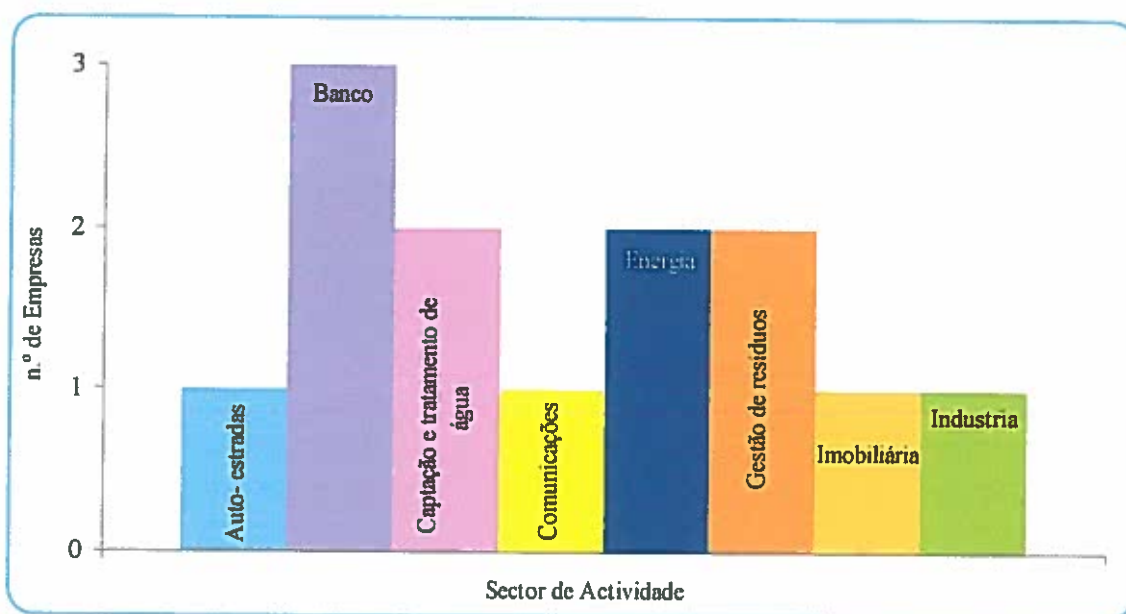 3
2
1
0
n.º de Empresas
Banco
Energia
Auto- estradas
Captação e tratamento de
água
Comunicações
Gestão de resíduos
Imobiliária
Industria
Sector de Actividade